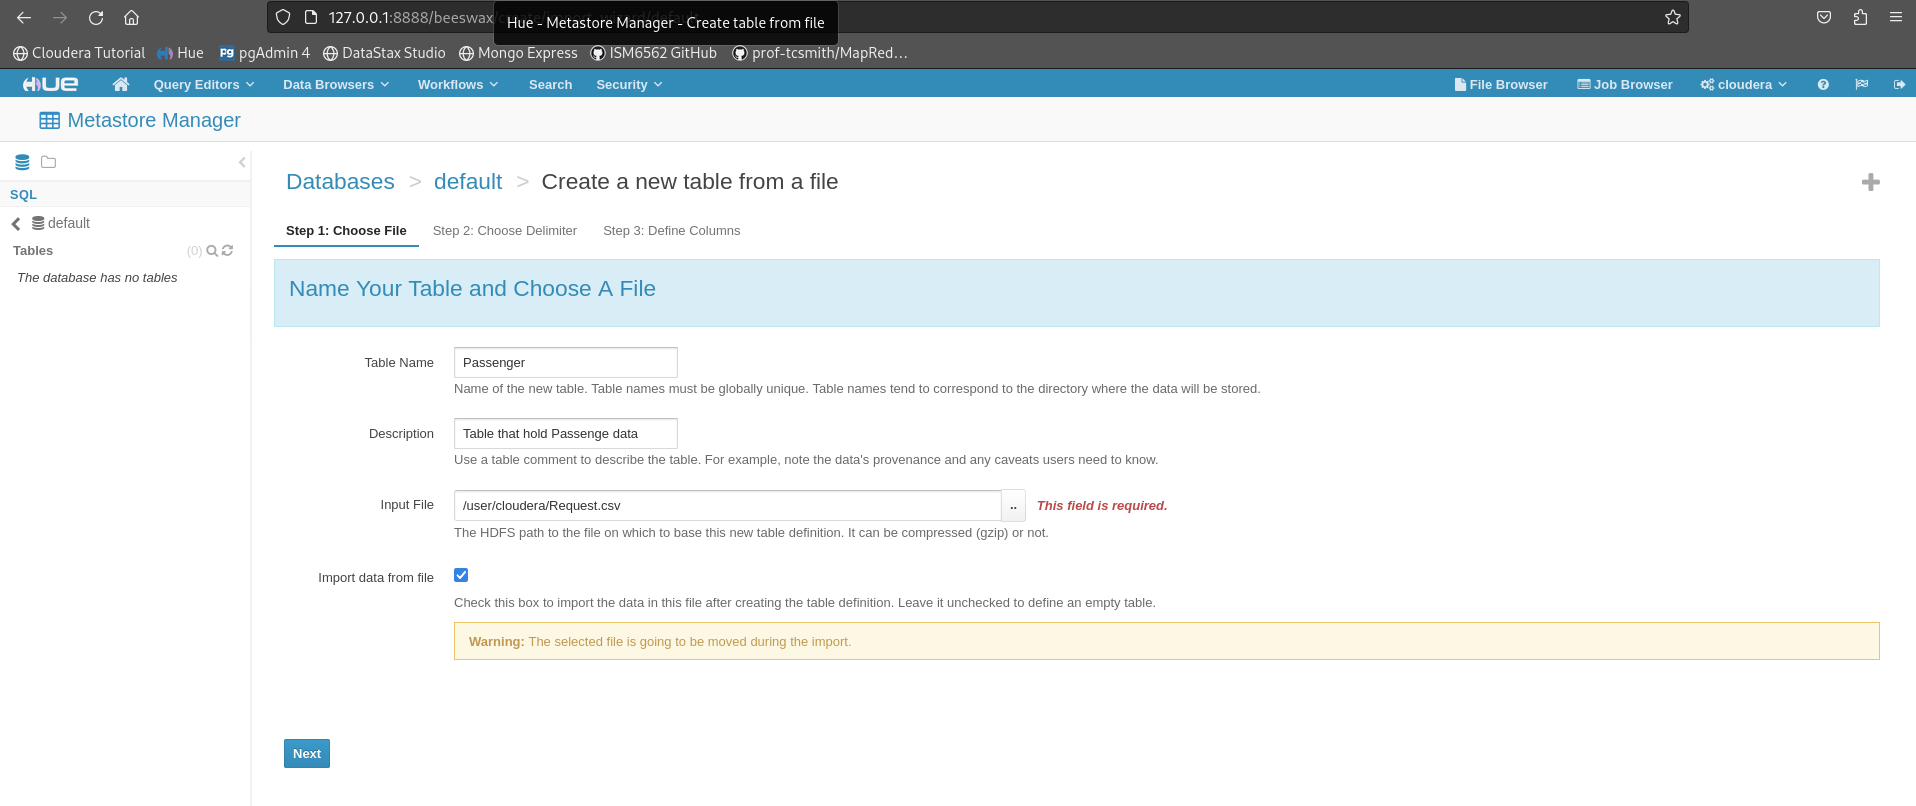 127.0.0.1:8888/beeswax/
Hue - Metastore Manager - Create table from file
Cloudera Tutorial Hue pgAdmin 4 DataStax Studio Mongo Express ISM6562 GitHub prof-tcsmith/MapRed…
HUE Query Editors Data Browsers Workflows Search Security File Browser Job Browser cloudera
Metastore Manager
SQL
default
Tables (0)
The database has no tables
Databases > default > Create a new table from a file
Step 1: Choose File Step 2: Choose Delimiter Step 3: Define Columns
Name Your Table and Choose A File
Table Name Passenger
Name of the new table. Table names must be globally unique. Table names tend to correspond to the directory where the data will be stored.
Description Table that hold Passenge data
Use a table comment to describe the table. For example, note the data's provenance and any caveats users need to know.
Input File /user/cloudera/Request.csv .. This field is required.
The HDFS path to the file on which to base this new table definition. It can be compressed (gzip) or not.
Import data from file
Check this box to import the data in this file after creating the table definition. Leave it unchecked to define an empty table.
Warning: The selected file is going to be moved during the import.
Next